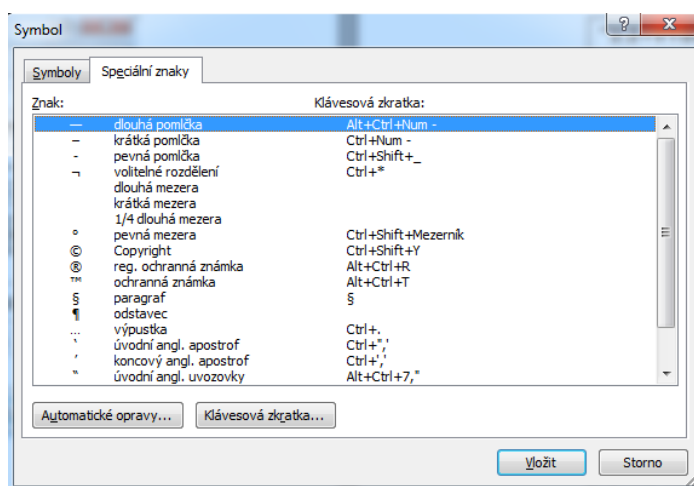 Symbol
Symboly Speciální znaky
Znak: Klávesová zkratka:
— dlouhá pomlčka Alt+Ctrl+Num -
– krátká pomlčka Ctrl+Num -
- pevná pomlčka Ctrl+Shift+_
¬ volitelné rozdělení Ctrl+*
dlouhá mezera
krátká mezera
1/4 dlouhá mezera
° pevná mezera Ctrl+Shift+Mezerník
© Copyright Ctrl+Shift+Y
® reg. ochranná známka Alt+Ctrl+R
™ ochranná známka Alt+Ctrl+T
§ paragraf §
¶ odstavec
… výpustka Ctrl+.
‛ úvodní angl. apostrof Ctrl+",'
’ koncový angl. apostrof Ctrl+','
“ úvodní angl. uvozovky Alt+Ctrl+7,"
Automatické opravy... Klávesová zkratka...
Vložit Storno